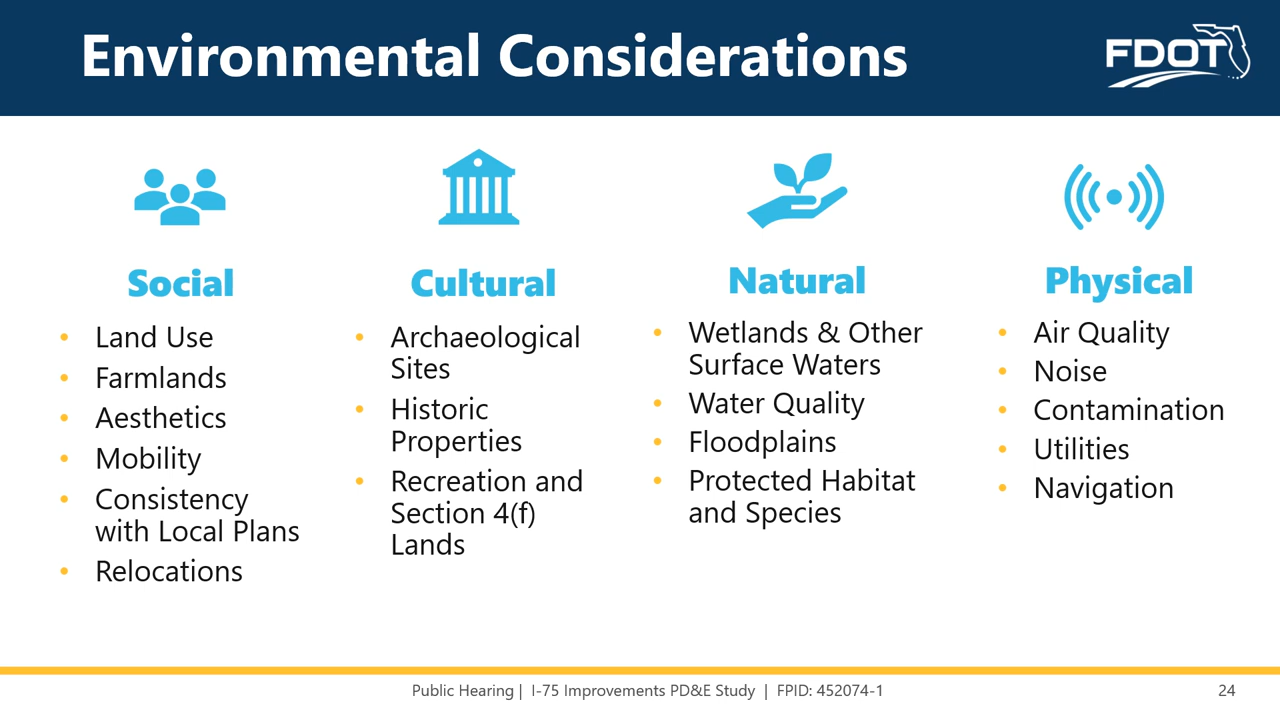 Environmental Considerations
FDOT
Social
• Land Use
• Farmlands
• Aesthetics
• Mobility
• Consistency
with Local Plans
• Relocations
Cultural
• Archaeological
Sites
• Historic
Properties
• Recreation and
Section 4(f)
Lands
Natural
• Wetlands & Other
Surface Waters
• Water Quality
• Floodplains
• Protected Habitat
and Species
Physical
• Air Quality
• Noise
• Contamination
• Utilities
• Navigation
Public Hearing | I-75 Improvements PD&E Study | FPID: 452074-1
24